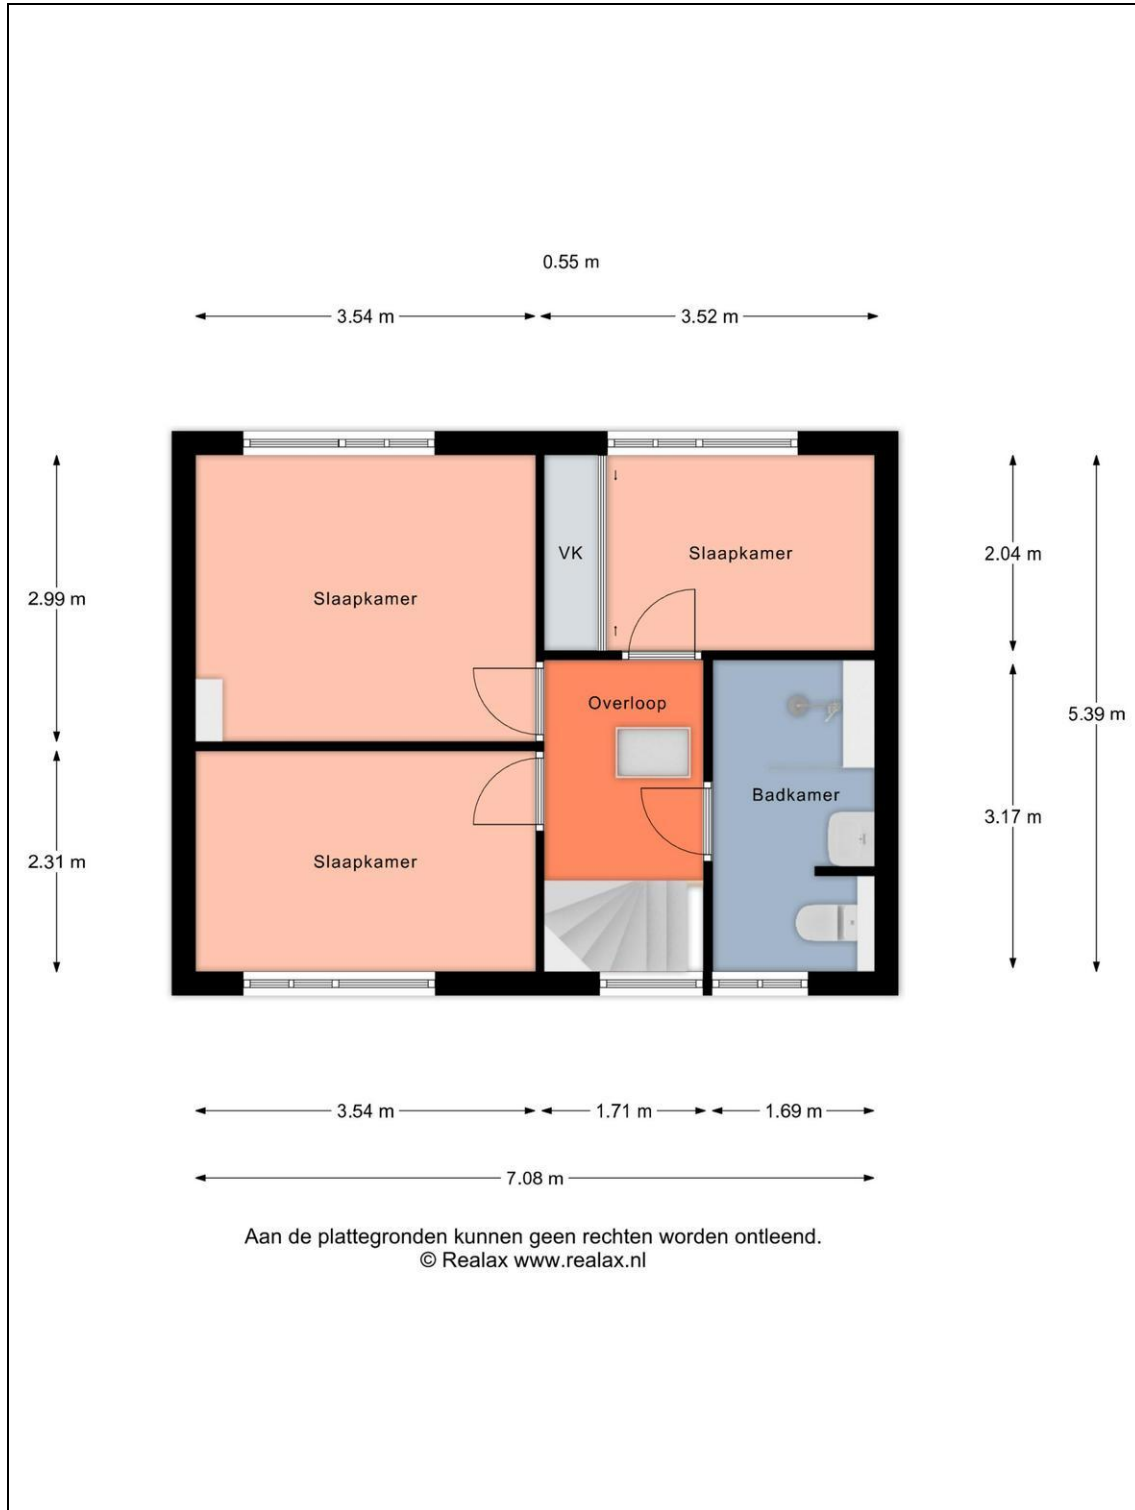 0.55 m
3.54 m
3.52 m
VK
Slaapkamer
2.04 m
2.99 m
Slaapkamer
Overloop
5.39 m
Badkamer
3.17 m
2.31 m
Slaapkamer
3.54 m
1.71 m
1.69 m
7.08 m
Aan de plattegronden kunnen geen rechten worden ontleend.
© Realax www.realax.nl